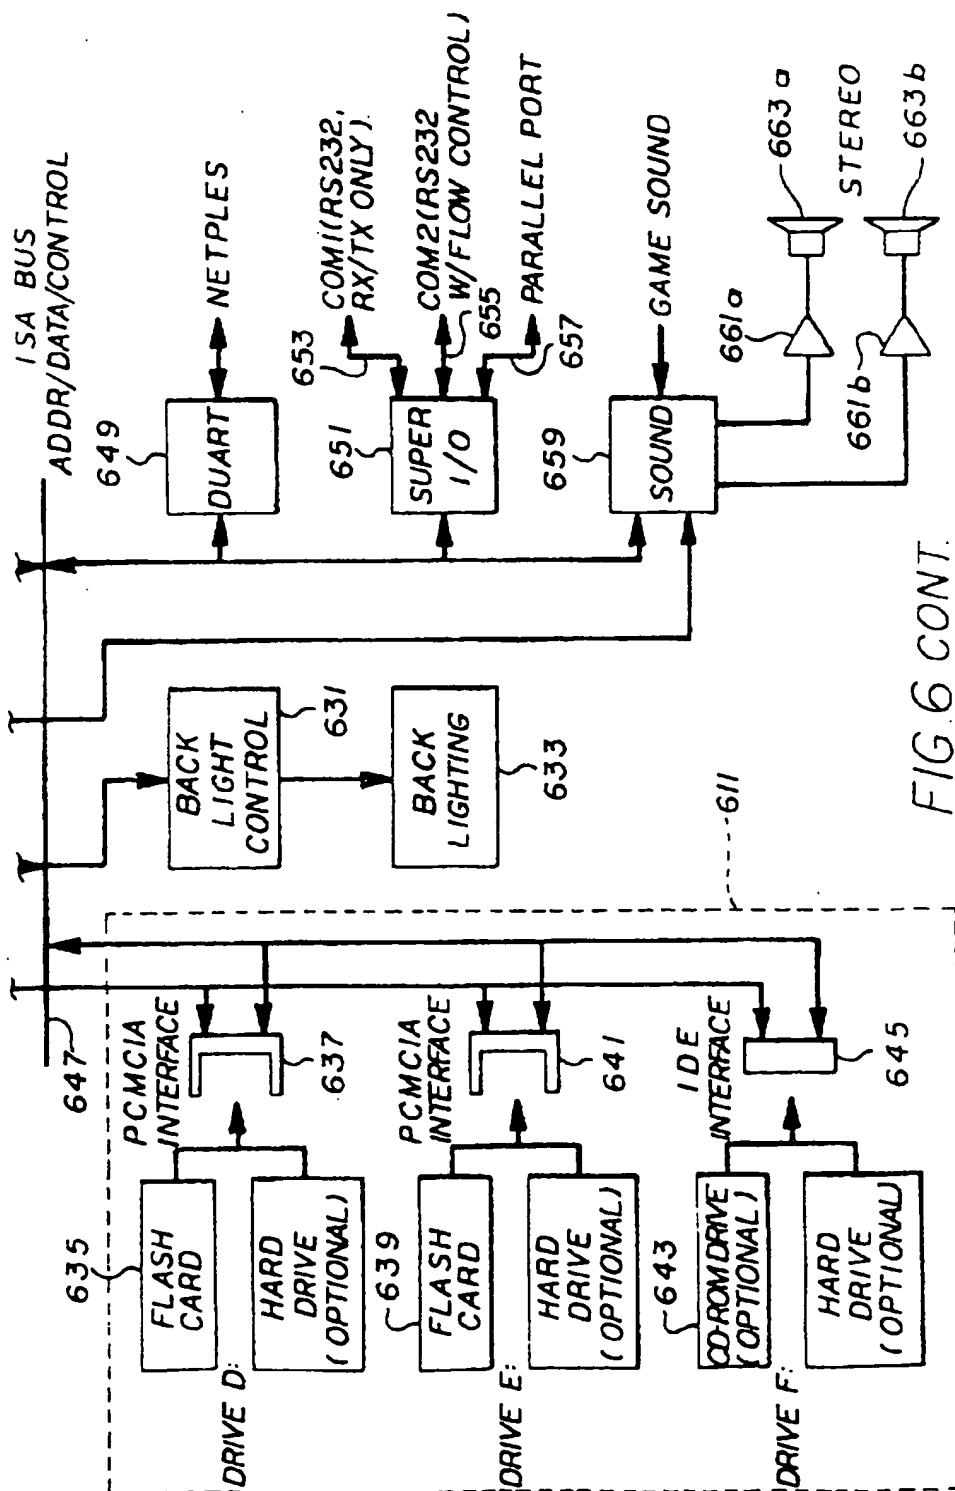 ISA BUS
ADDR/DATA/CONTROL
647
649
DUART
NETPLES
651
SUPER
I/O
653
COM1(RS232,
RX/TX ONLY).
COM2(RS232
W/FLOW CONTROL)
655
PARALLEL PORT
657
659
SOUND
GAME SOUND
661a
663a
STEREO
661b
663b
BACK
LIGHT
CONTROL
631
BACK
LIGHTING
633
611
635
FLASH
CARD
HARD
DRIVE
(OPTIONAL)
DRIVE D:
PCMCIA
INTERFACE
637
639
FLASH
CARD
HARD
DRIVE
(OPTIONAL)
DRIVE E:
PCMCIA
INTERFACE
641
643
CD-ROM DRIVE
(OPTIONAL)
HARD
DRIVE
(OPTIONAL)
DRIVE F:
IDE
INTERFACE
645
FIG.6 CONT.